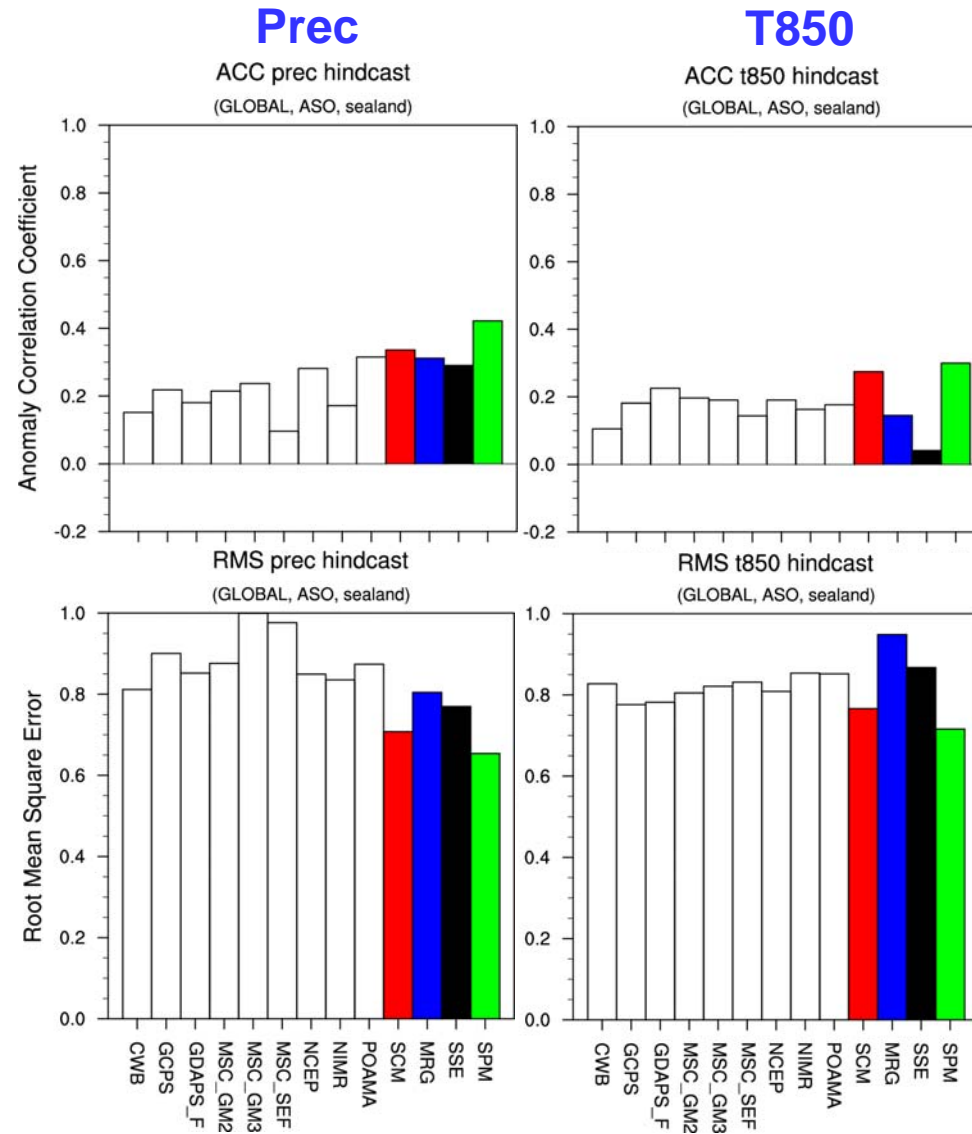 Prec
T850
ACC prec hindcast
(GLOBAL, ASO, sealand)
Anomaly Correlation Coefficient
1.0
0.8
0.6
0.4
0.2
0.0
-0.2
ACC t850 hindcast
(GLOBAL, ASO, sealand)
1.0
0.8
0.6
0.4
0.2
0.0
-0.2
RMS prec hindcast
(GLOBAL, ASO, sealand)
Root Mean Square Error
1.0
0.8
0.6
0.4
0.2
0.0
CWB
GCPS
GDAPS_F
MSC_GM2
MSC_GM3
MSC_SEF
NCEP
NIMR
POAMA
SCM
MRG
SSE
SPM
RMS t850 hindcast
(GLOBAL, ASO, sealand)
1.0
0.8
0.6
0.4
0.2
0.0
CWB
GCPS
GDAPS_F
MSC_GM2
MSC_GM3
MSC_SEF
NCEP
NIMR
POAMA
SCM
MRG
SSE
SPM